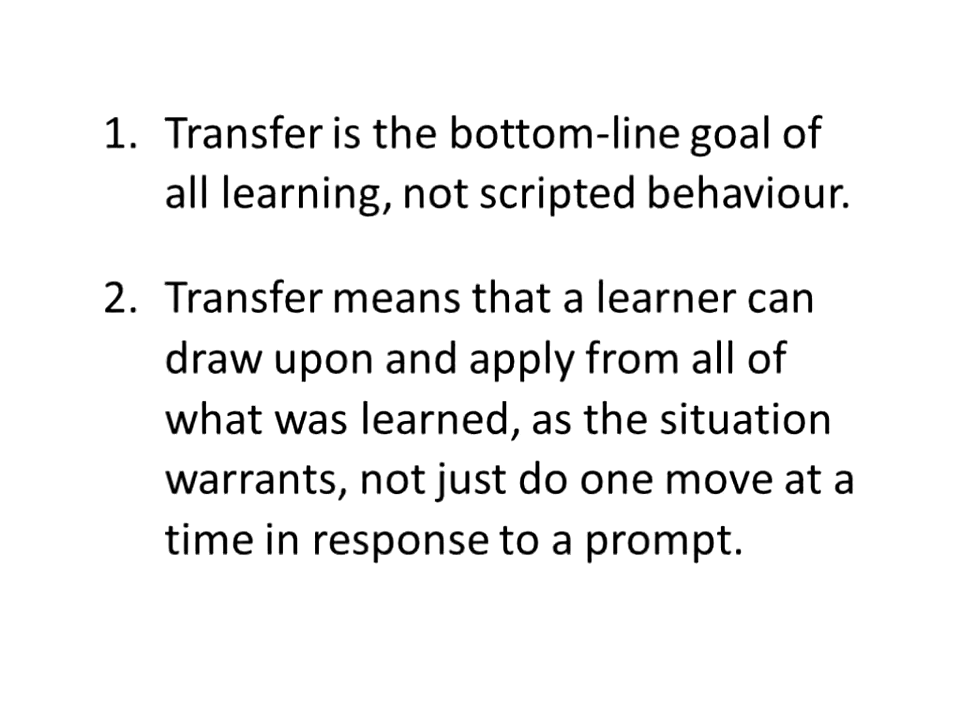 1. Transfer is the bottom-line goal of
all learning, not scripted behaviour.
2. Transfer means that a learner can
draw upon and apply from all of
what was learned, as the situation
warrants, not just do one move at a
time in response to a prompt.